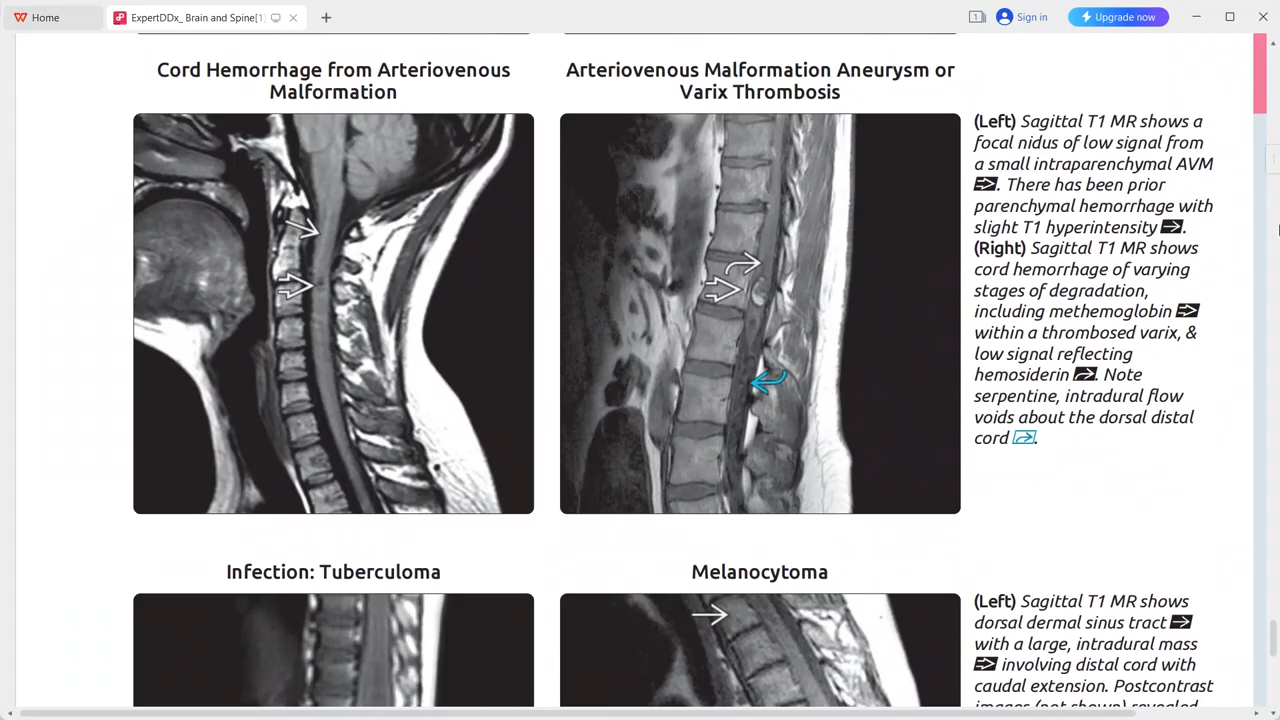 Home
ExpertDDx_ Brain and Spine[1]
1
Sign in
Upgrade now
Cord Hemorrhage from Arteriovenous
Malformation
Arteriovenous Malformation Aneurysm or
Varix Thrombosis
(Left) Sagittal T1 MR shows a
focal nidus of low signal from
a small intraparenchymal AVM
. There has been prior
parenchymal hemorrhage with
slight T1 hyperintensity .
(Right) Sagittal T1 MR shows
cord hemorrhage of varying
stages of degradation,
including methemoglobin
within a thrombosed varix, &
low signal reflecting
hemosiderin . Note
serpentine, intradural flow
voids about the dorsal distal
cord .
Infection: Tuberculoma
Melanocytoma
(Left) Sagittal T1 MR shows
dorsal dermal sinus tract
with a large, intradural mass
involving distal cord with
caudal extension. Postcontrast
images (not shown) revealed